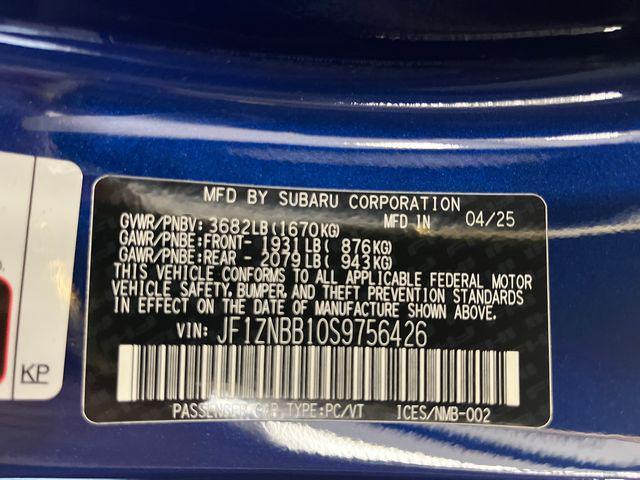 MFD BY SUBARU CORPORATION
MFD IN 04/25
GVWR/PNBV: 3682LB(1670KG)
GAWR/PNBE:FRONT- 1931LB( 876KG)
GAWR/PNBE:REAR - 2079LB( 943KG)
THIS VEHICLE CONFORMS TO ALL APPLICABLE FEDERAL MOTOR
VEHICLE SAFETY, BUMPER, AND THEFT PREVENTION STANDARDS
IN EFFECT ON THE DATE OF MANUFACTURE SHOWN ABOVE.
VIN: JF1ZNBB10S9756426
PASSENGER CAR TYPE:PC/VT ICES/NMB-002
KP